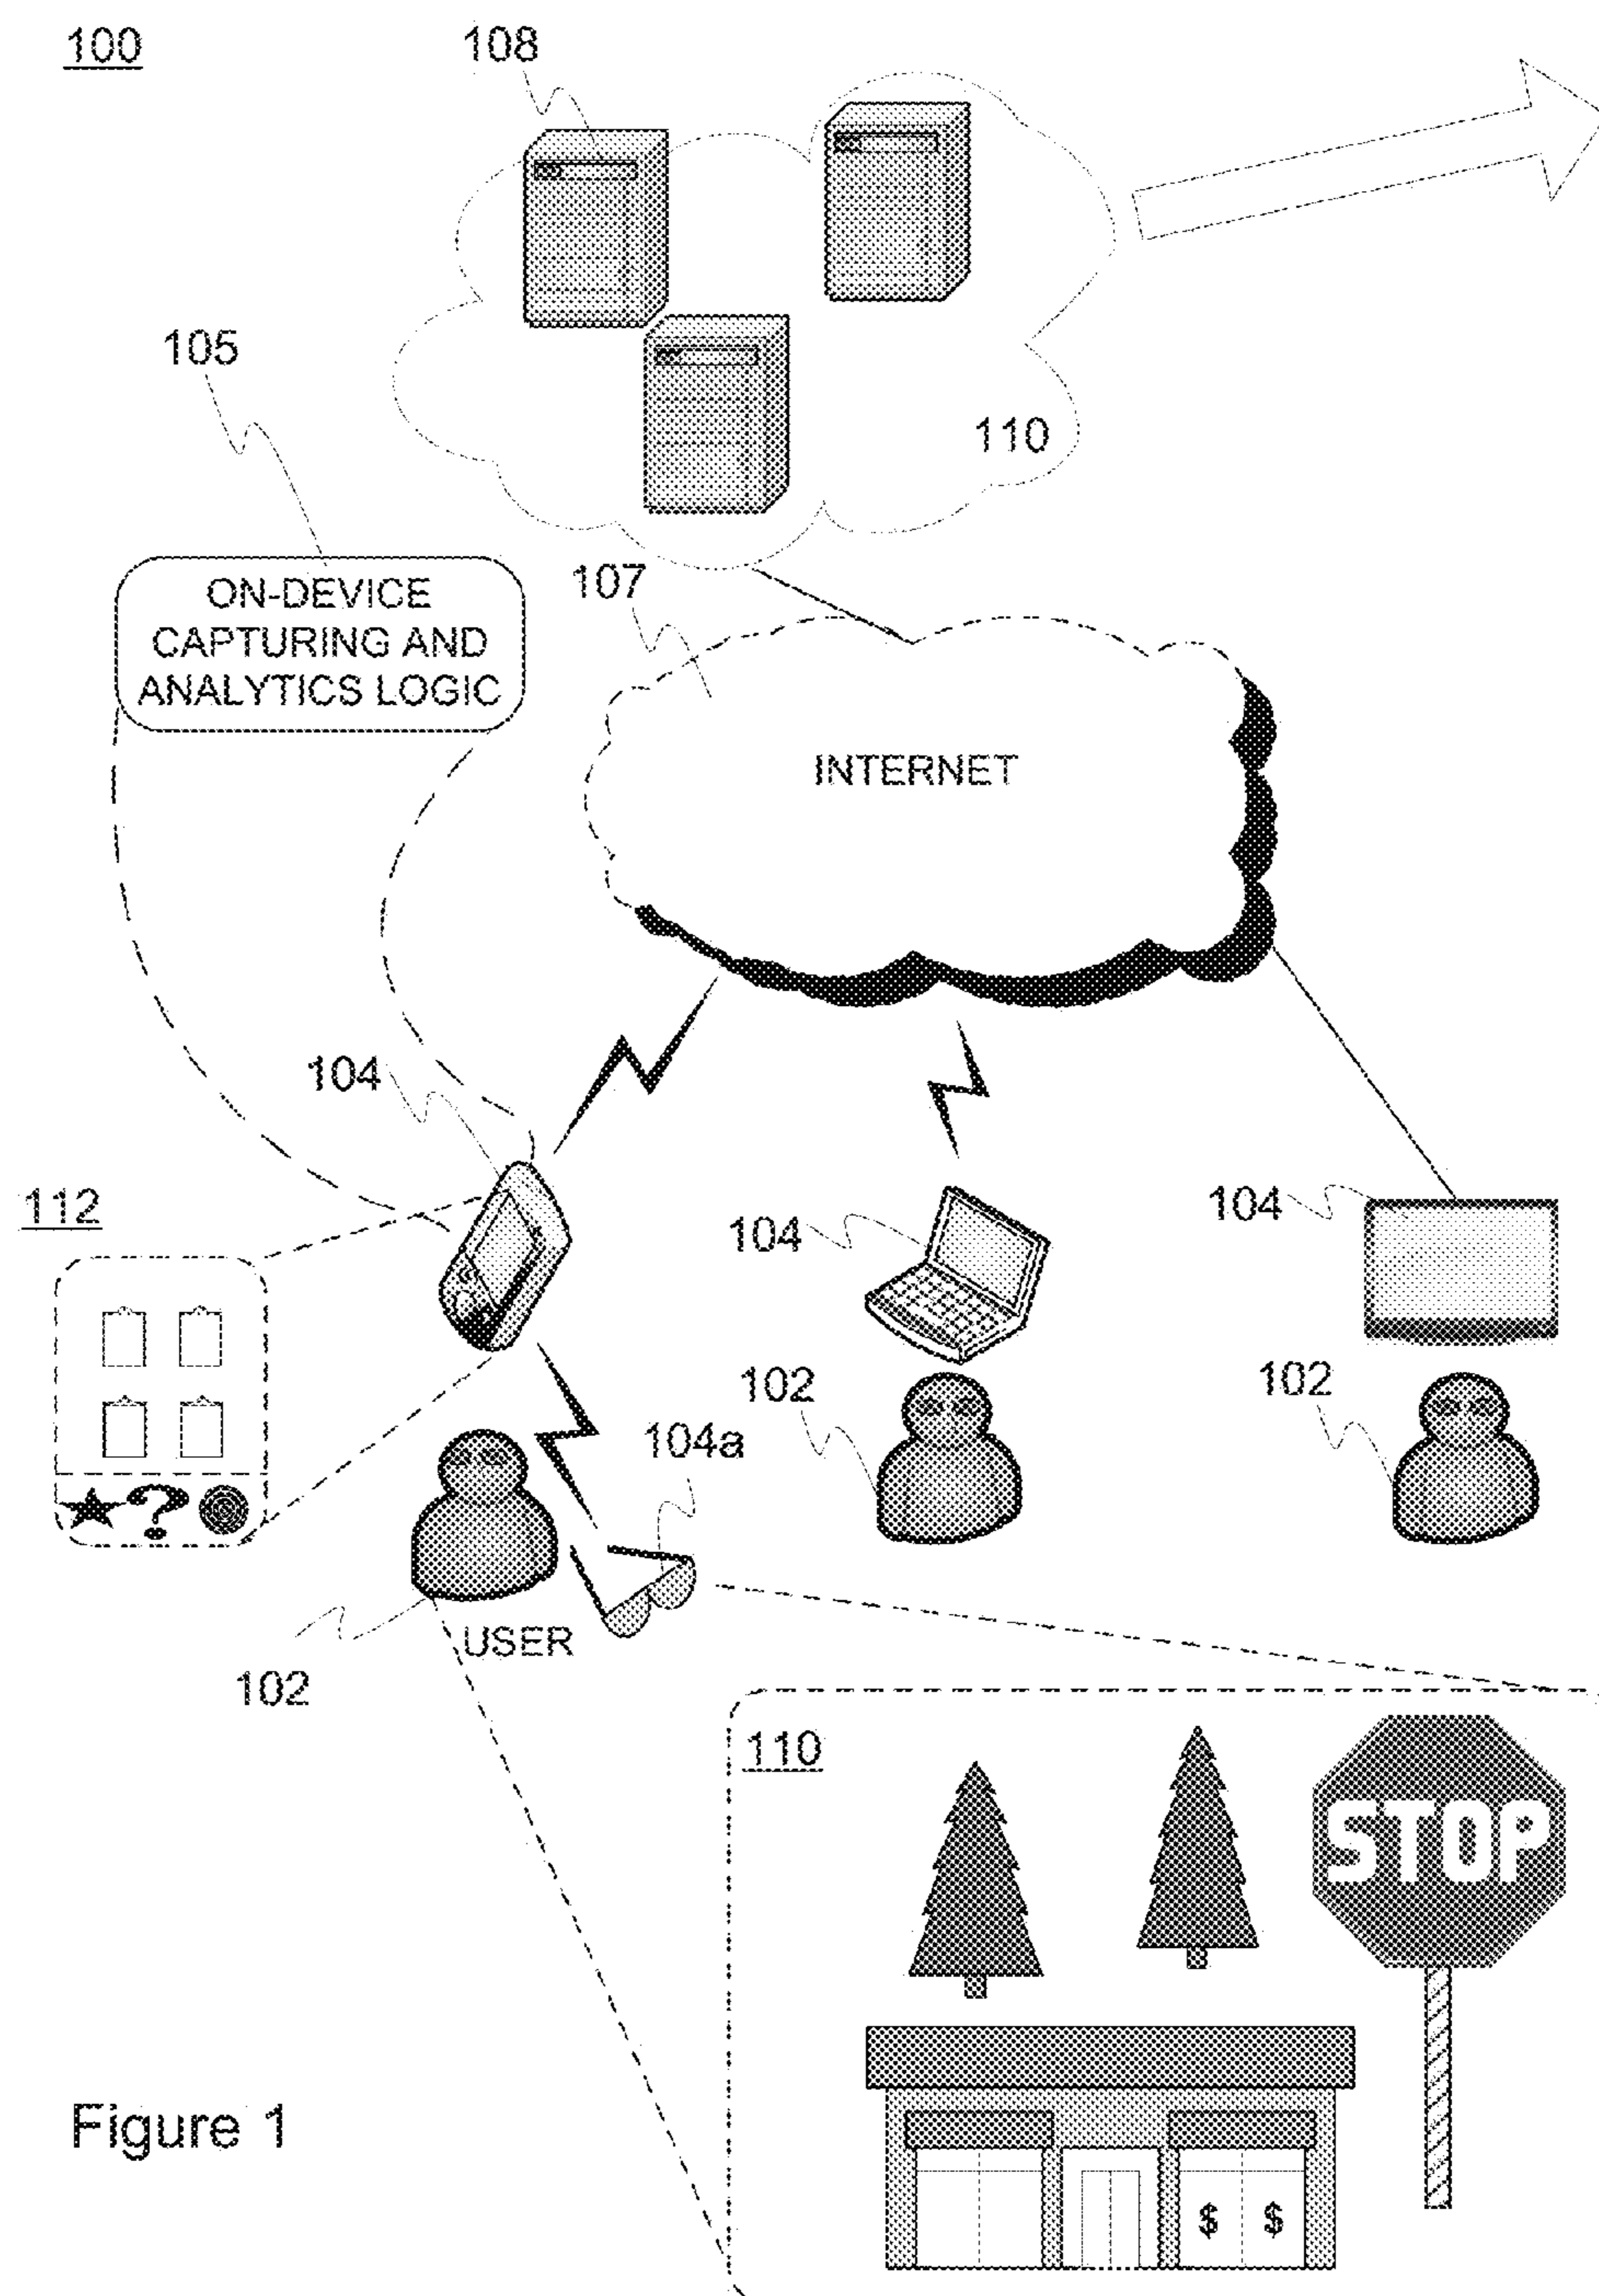 100
108
105
110
107
ON-DEVICE
CAPTURING AND
ANALYTICS LOGIC
INTERNET
104
112
104
104
102
102
?
104a
USER
102
110
STOP
$ $
Figure 1